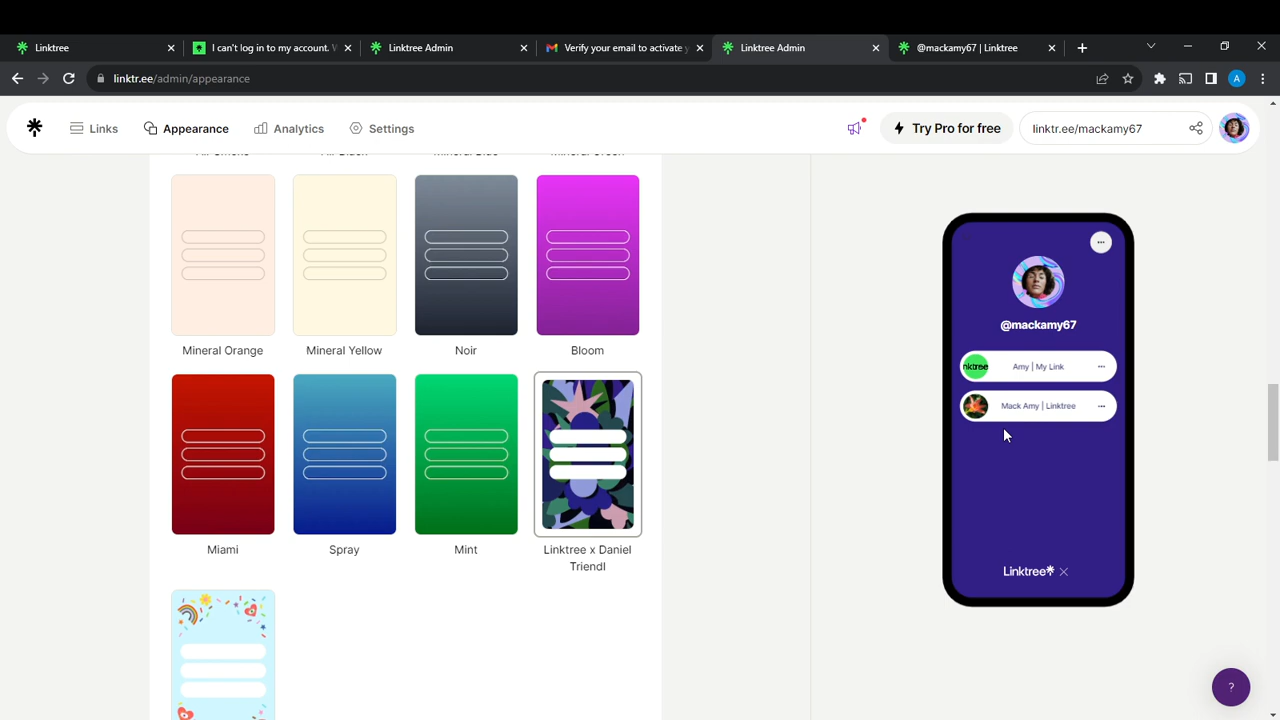 Linktree
I can't log in to my account. W
Linktree Admin
Verify your email to activate y
Linktree Admin
@mackamy67 | Linktree
linktr.ee/admin/appearance
A
Links
Appearance
Analytics
Settings
Try Pro for free
linktr.ee/mackamy67
Mineral Orange
Mineral Yellow
Noir
Bloom
Miami
Spray
Mint
Linktree x Daniel
Triendl
@mackamy67
nktree
Amy | My Link
Mack Amy | Linktree
Linktree
?